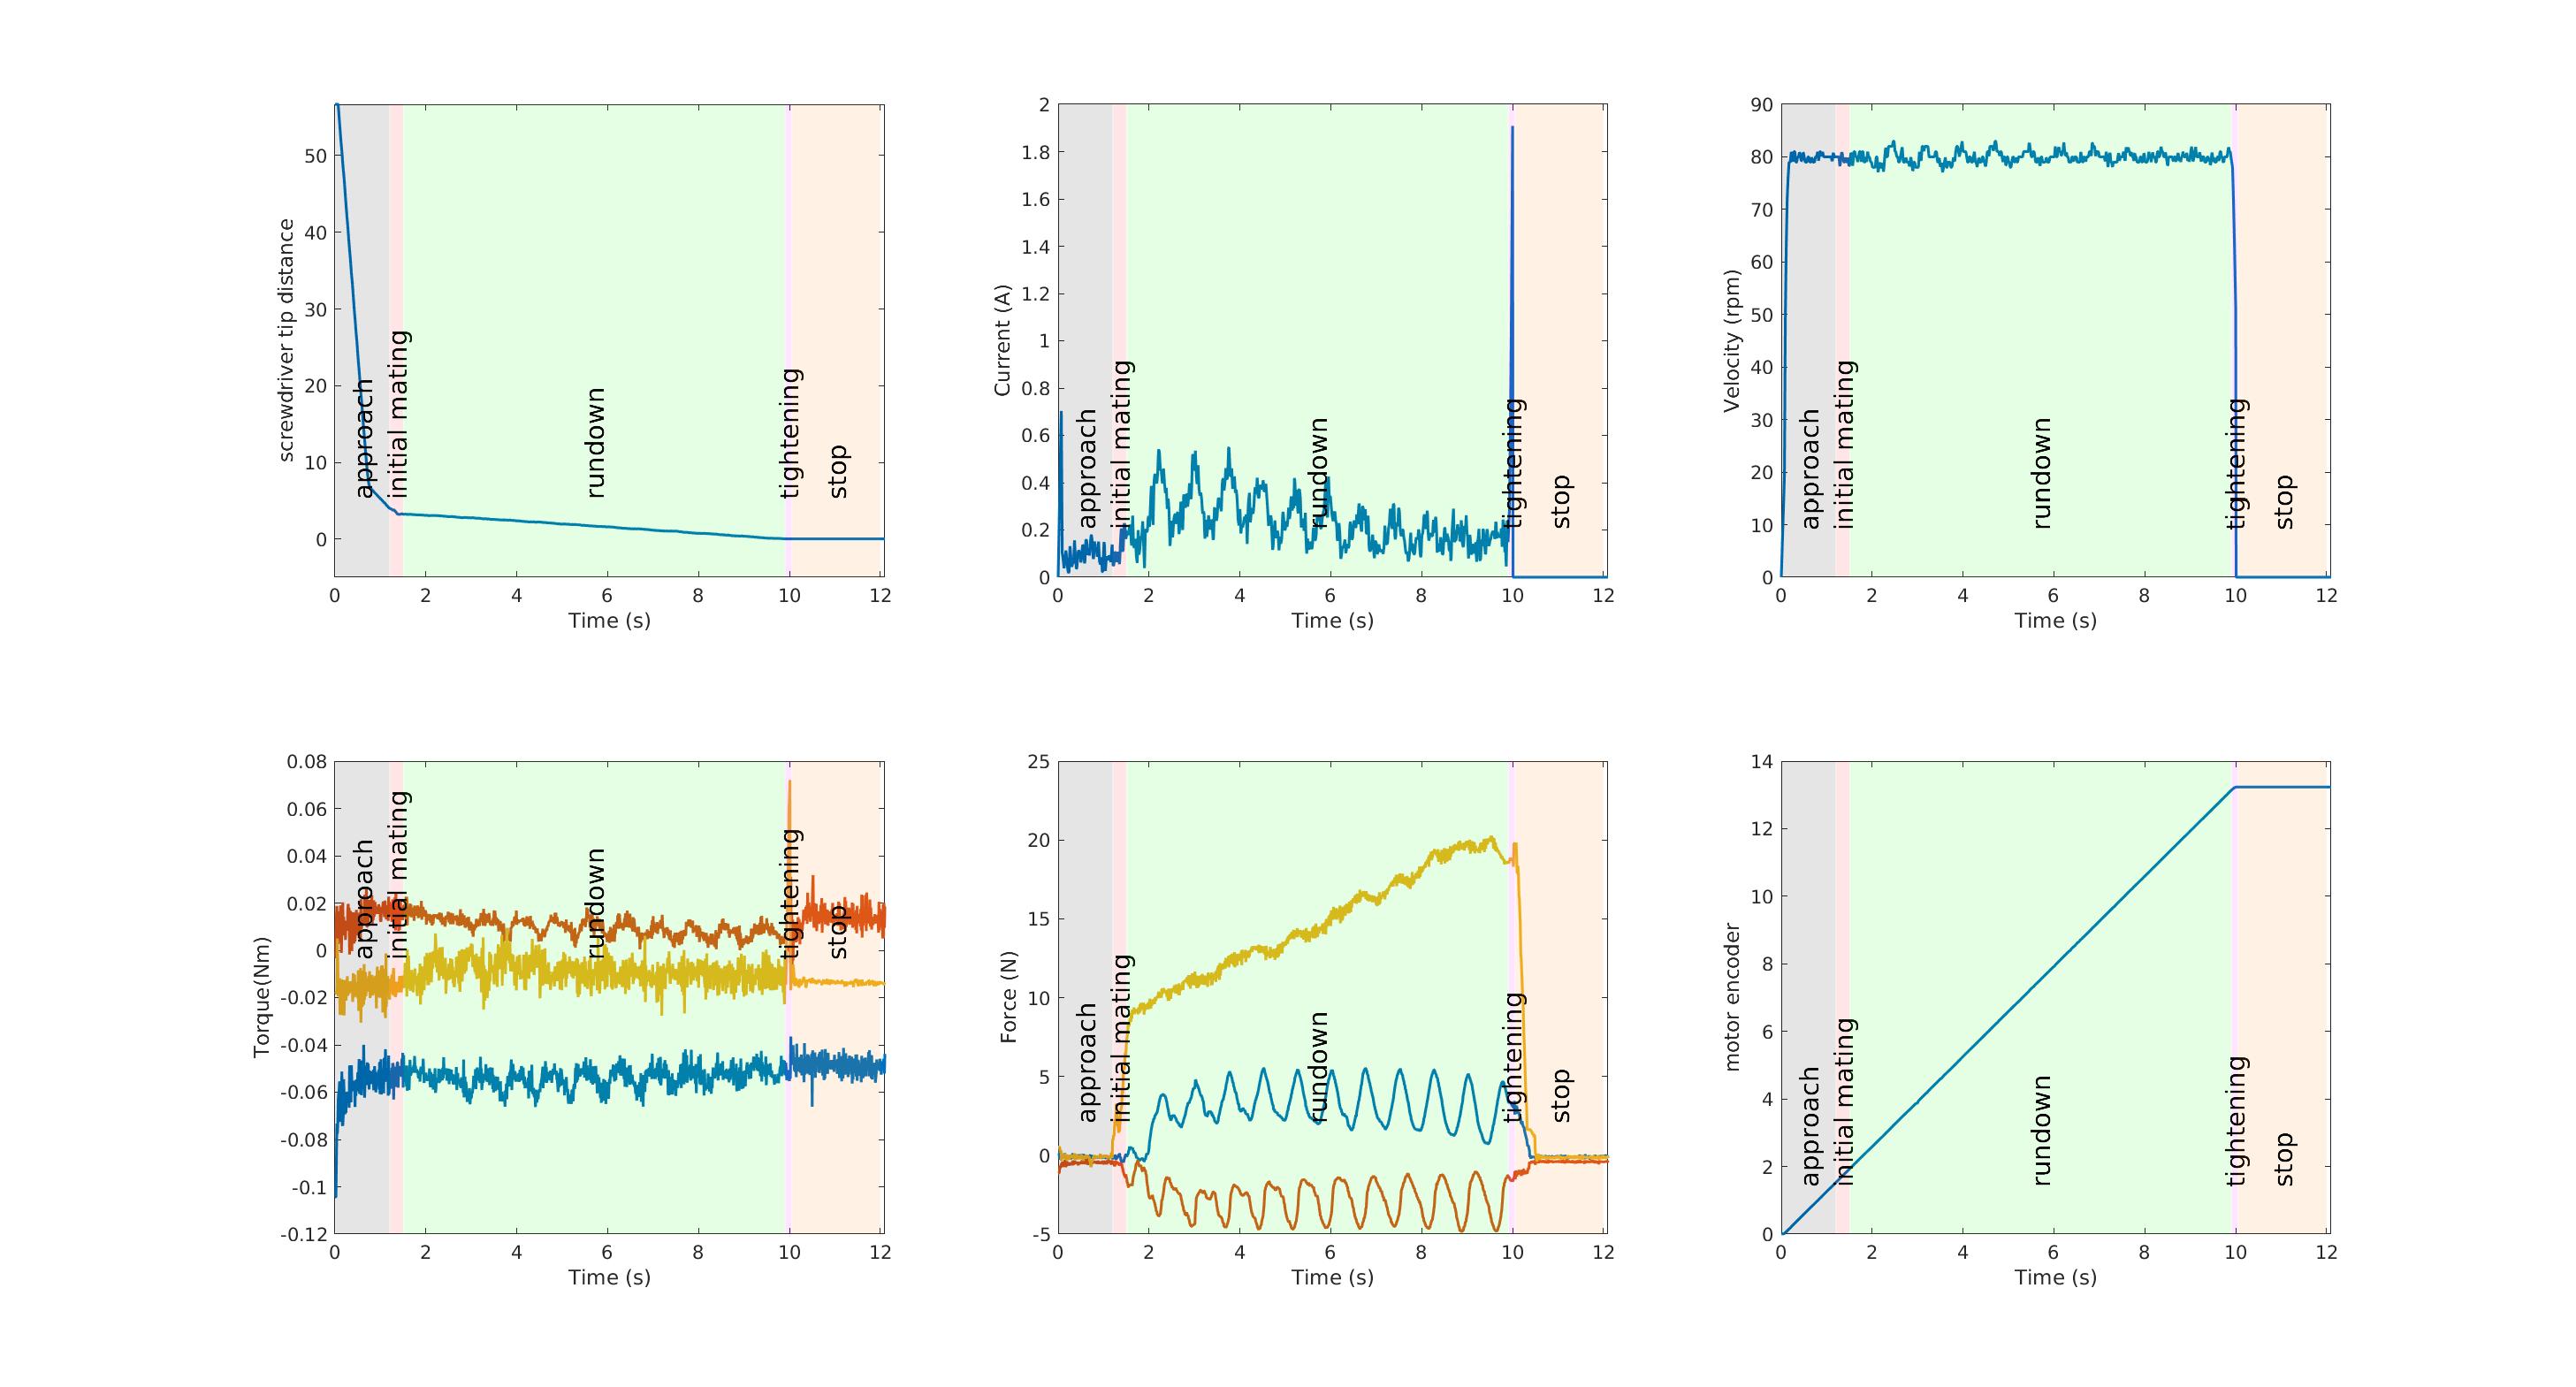 50
40
30
20
10
0
screwdriver tip distance
approach
initial mating
rundown
tightening
stop
0 2 4 6 8 10 12
Time (s)
2
1.8
1.6
1.4
1.2
1
0.8
0.6
0.4
0.2
0
Current (A)
approach
initial mating
rundown
tightening
stop
0 2 4 6 8 10 12
Time (s)
90
80
70
60
50
40
30
20
10
0
Velocity (rpm)
approach
initial mating
rundown
tightening
stop
0 2 4 6 8 10 12
Time (s)
0.08
0.06
0.04
0.02
0
-0.02
-0.04
-0.06
-0.08
-0.1
-0.12
Torque(Nm)
approach
initial mating
rundown
tightening
stop
0 2 4 6 8 10 12
Time (s)
25
20
15
10
5
0
-5
Force (N)
approach
initial mating
rundown
tightening
stop
0 2 4 6 8 10 12
Time (s)
14
12
10
8
6
4
2
0
motor encoder
approach
initial mating
rundown
tightening
stop
0 2 4 6 8 10 12
Time (s)